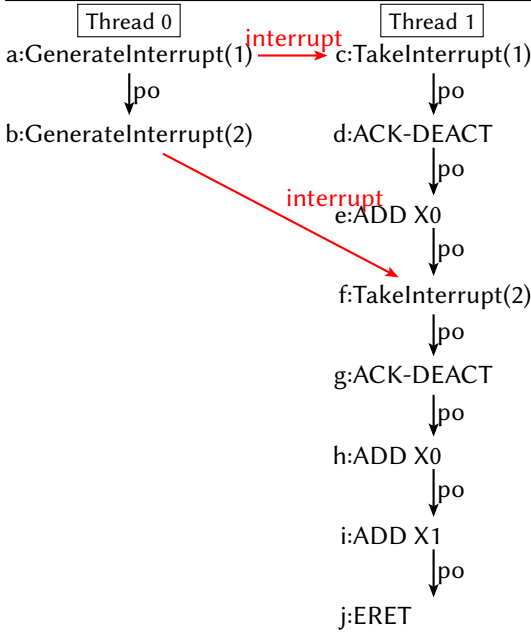 Thread 0
Thread 1
a:GenerateInterrupt(1)
interrupt
c:TakeInterrupt(1)
po
po
b:GenerateInterrupt(2)
d:ACK-DEACT
po
interrupt
e:ADD X0
po
f:TakeInterrupt(2)
po
g:ACK-DEACT
po
h:ADD X0
po
i:ADD X1
po
j:ERET